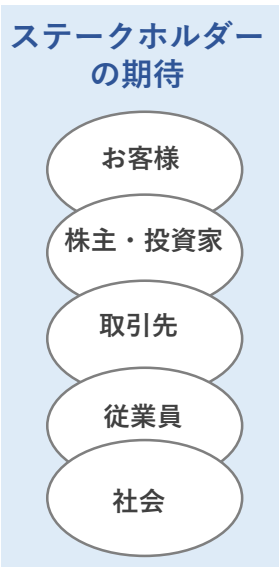 ステークホルダー
の期待
お客様
株主・投資家
取引先
従業員
社会